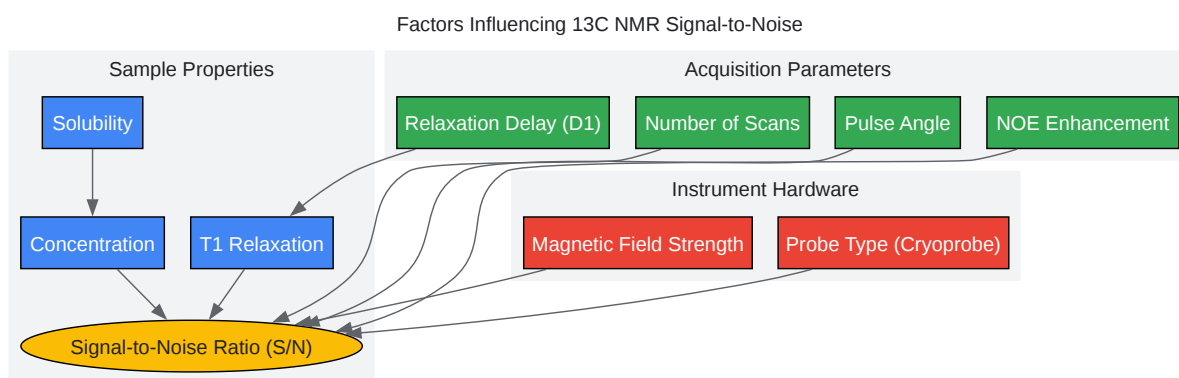 Factors Influencing 13C NMR Signal-to-Noise
Sample Properties
Acquisition Parameters
Solubility
Relaxation Delay (D1)
Number of Scans
Pulse Angle
NOE Enhancement
Instrument Hardware
Concentration
T1 Relaxation
Magnetic Field Strength
Probe Type (Cryoprobe)
Signal-to-Noise Ratio (S/N)